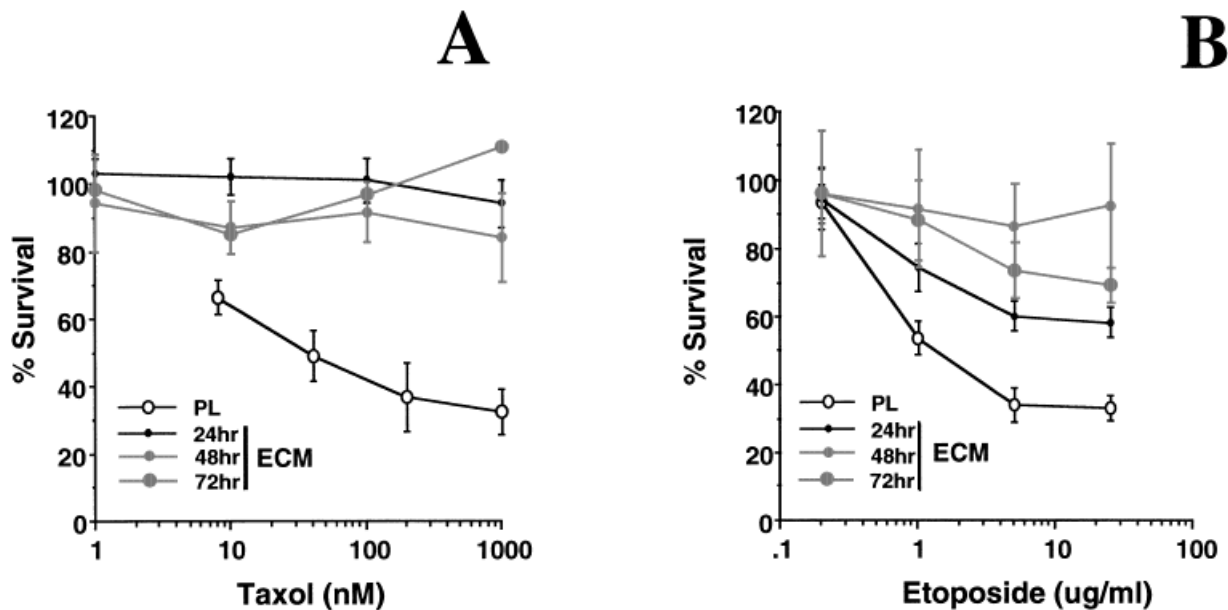 A
120
100
80
60
40
20
0
% Survival
PL
24hr
48hr
72hr
ECM
1
10
100
1000
Taxol (nM)
B
120
100
80
60
40
20
0
% Survival
PL
24hr
48hr
72hr
ECM
.1
1
10
100
Etoposide (ug/ml)